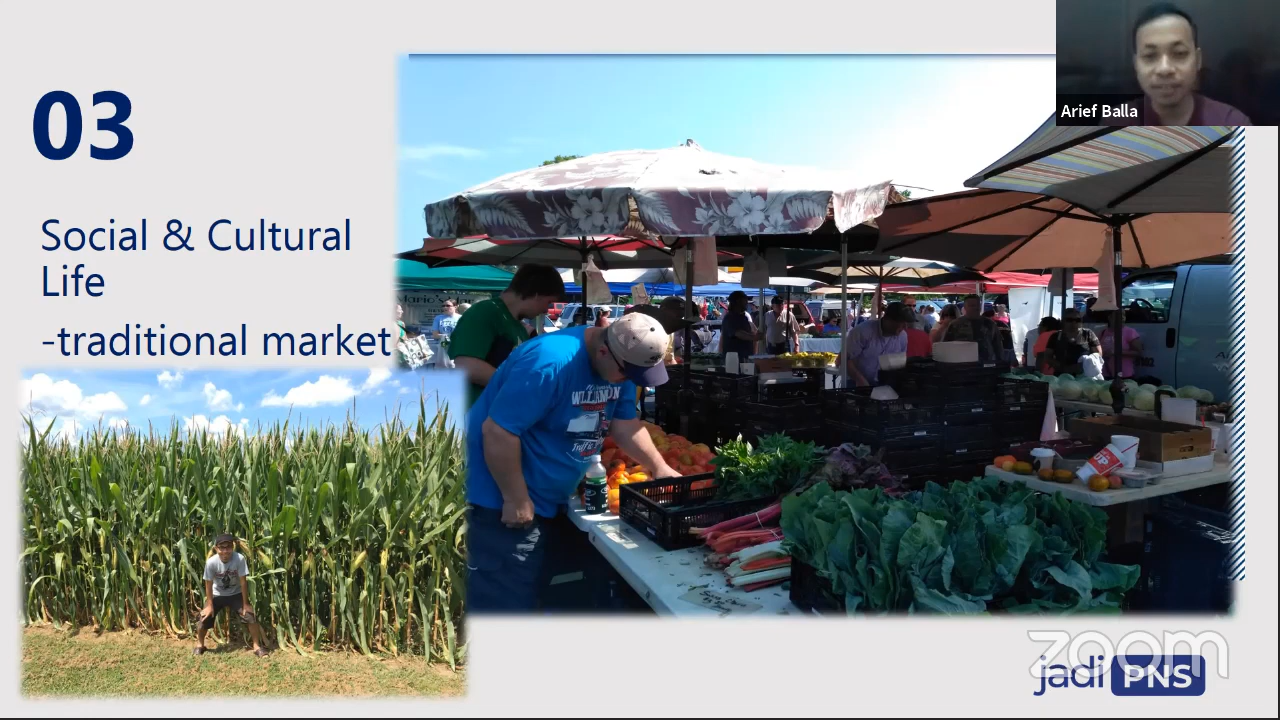 03
Arief Balla
Social & Cultural
Life
-traditional market
zoom
jadi PNS